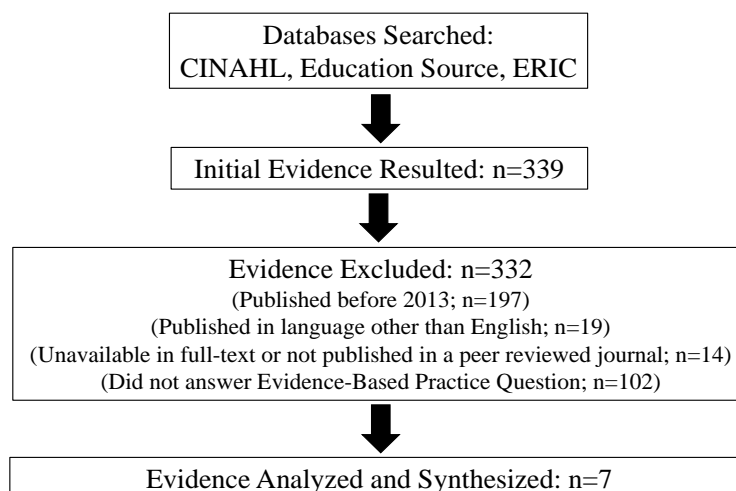 Databases Searched:
CINAHL, Education Source, ERIC
Initial Evidence Resulted: n=339
Evidence Excluded: n=332
(Published before 2013; n=197)
(Published in language other than English; n=19)
(Unavailable in full-text or not published in a peer reviewed journal; n=14)
(Did not answer Evidence-Based Practice Question; n=102)
Evidence Analyzed and Synthesized: n=7